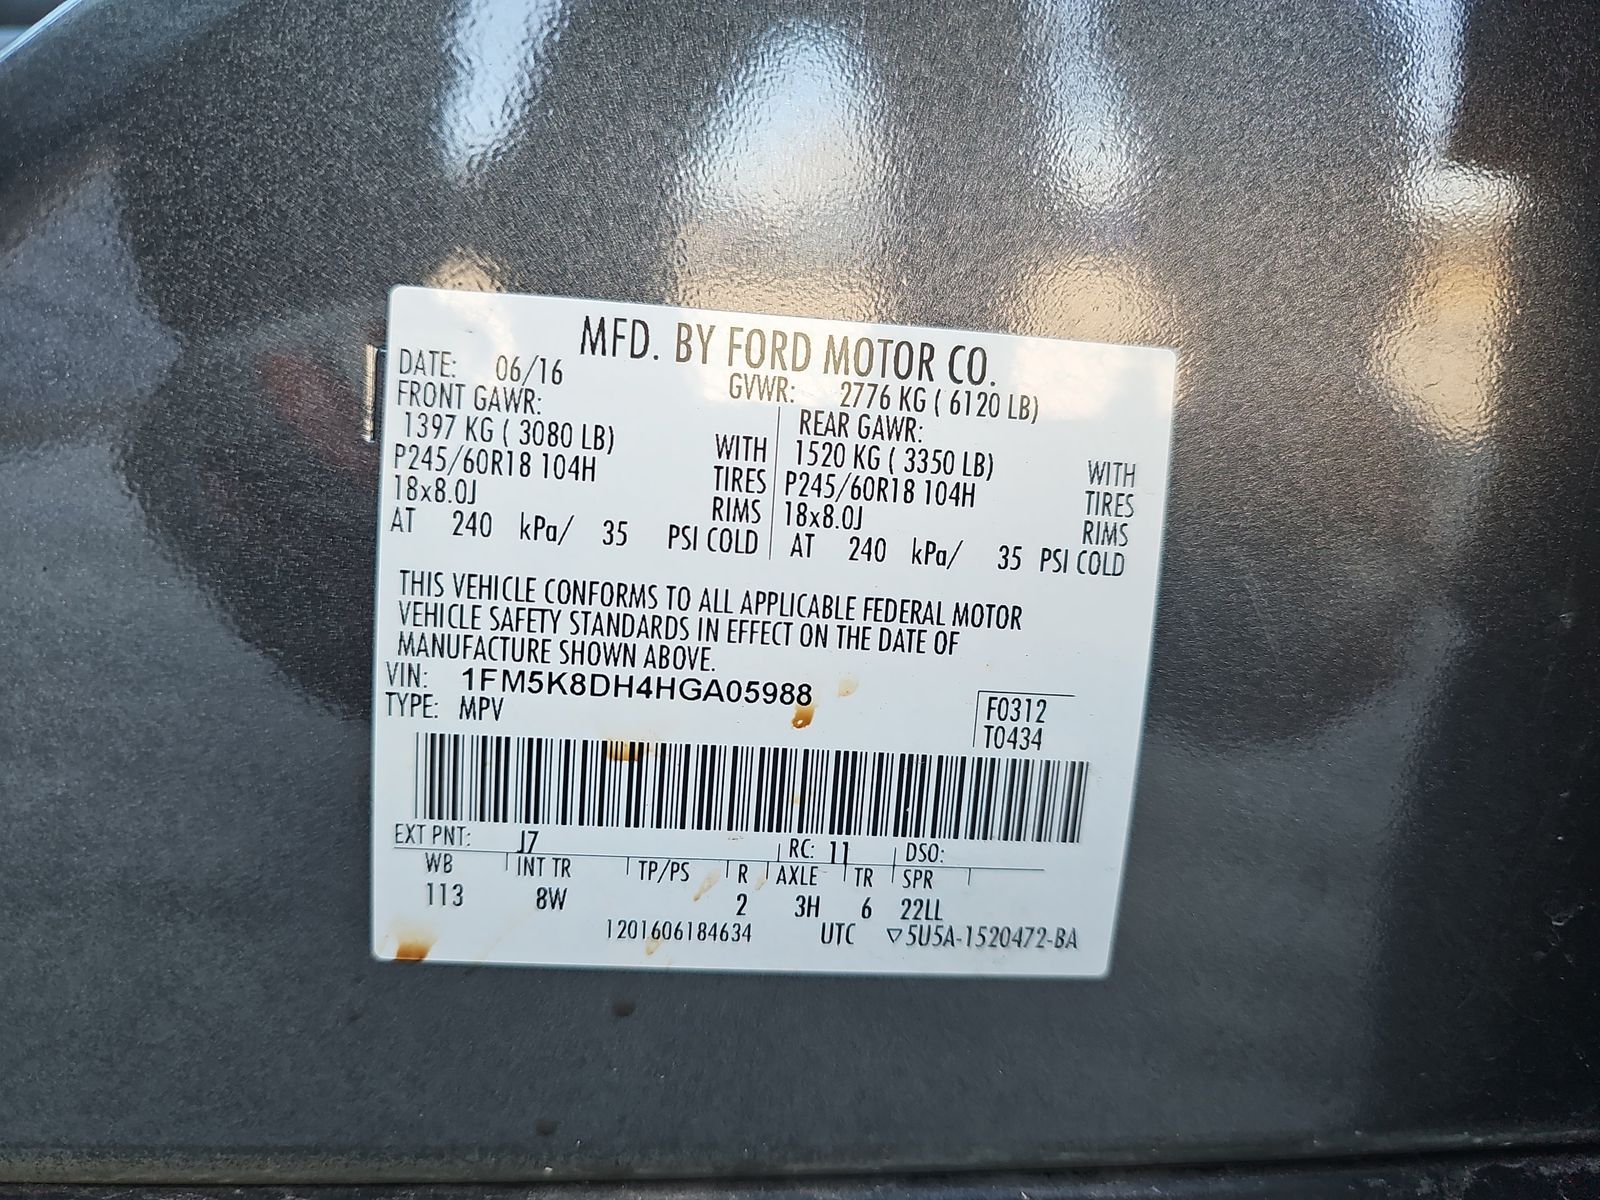 MFD. BY FORD MOTOR CO.
DATE: 06/16 GVWR: 2776 KG ( 6120 LB)
FRONT GAWR: REAR GAWR:
1397 KG ( 3080 LB) WITH 1520 KG ( 3350 LB) WITH
P245/60R18 104H TIRES P245/60R18 104H TIRES
18x8.0J RIMS 18x8.0J RIMS
AT 240 kPa/ 35 PSI COLD AT 240 kPa/ 35 PSI COLD
THIS VEHICLE CONFORMS TO ALL APPLICABLE FEDERAL MOTOR
VEHICLE SAFETY STANDARDS IN EFFECT ON THE DATE OF
MANUFACTURE SHOWN ABOVE.
VIN: 1FM5K8DH4HGA05988
TYPE: MPV
F0312
T0434
EXT PNT: J7 RC: 11 DSO:
WB INT TR TP/PS R AXLE TR SPR
113 8W 2 3H 6 22LL
1201606184634 UTC ▽5U5A-1520472-BA